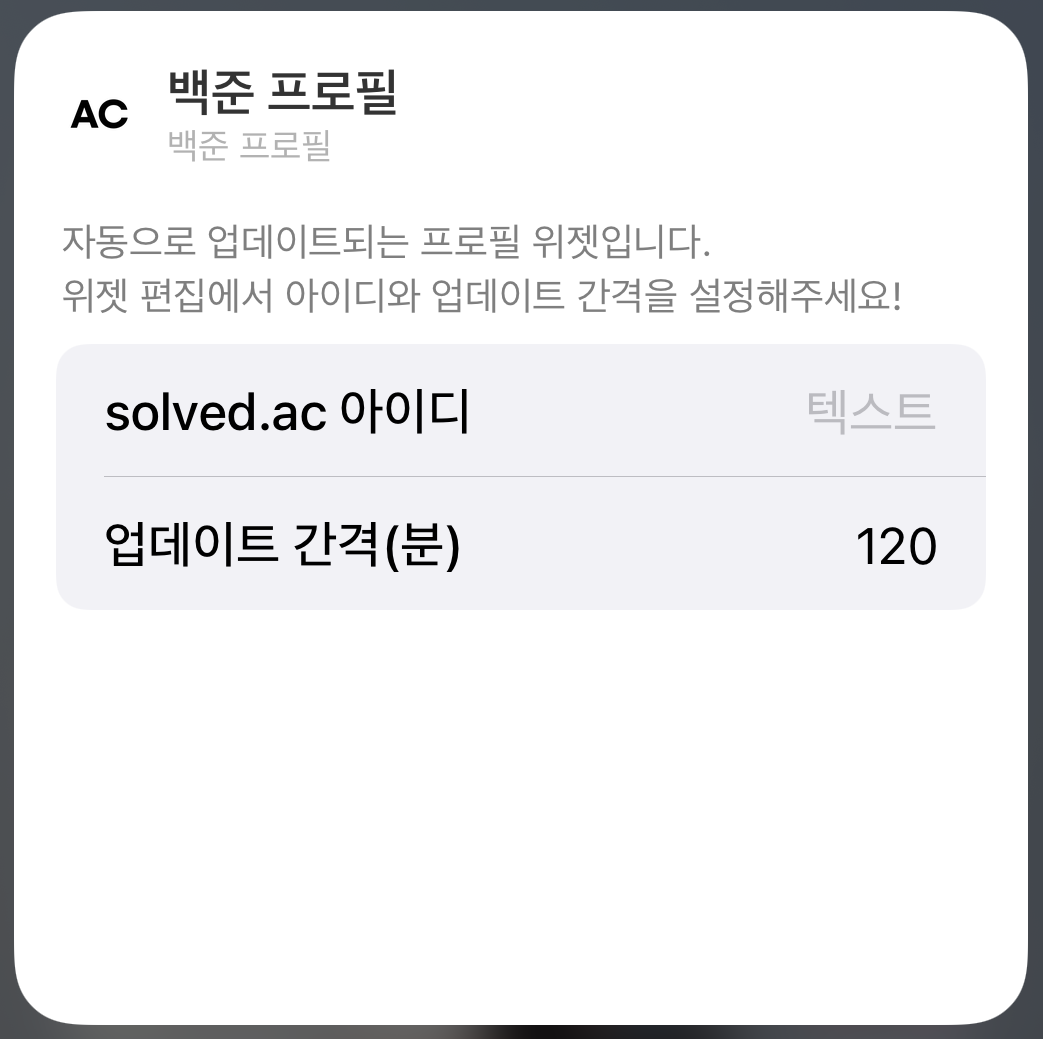 AC
백준 프로필
백준 프로필
자동으로 업데이트되는 프로필 위젯입니다.
위젯 편집에서 아이디와 업데이트 간격을 설정해주세요!
solved.ac 아이디 텍스트
업데이트 간격(분) 120